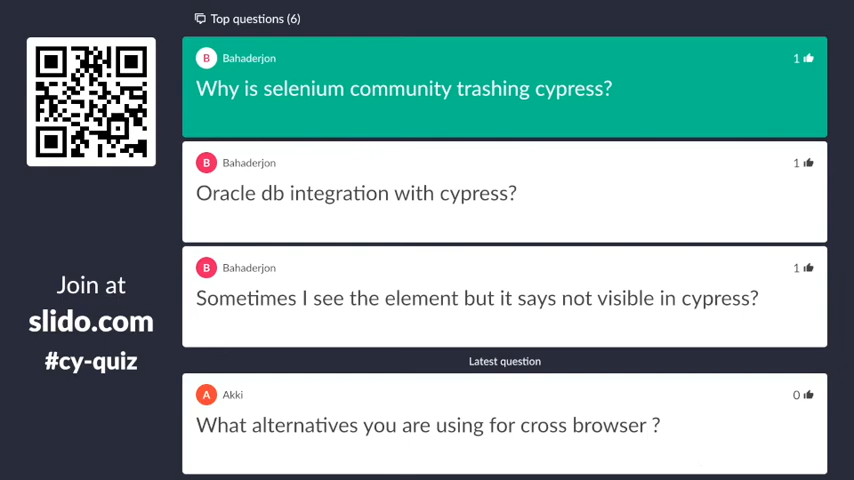 Top questions (6)
B Bahaderjon 1
Why is selenium community trashing cypress?
B Bahaderjon 1
Oracle db integration with cypress?
B Bahaderjon 1
Sometimes I see the element but it says not visible in cypress?
Join at
slido.com
#cy-quiz
Latest question
A Akki 0
What alternatives you are using for cross browser ?